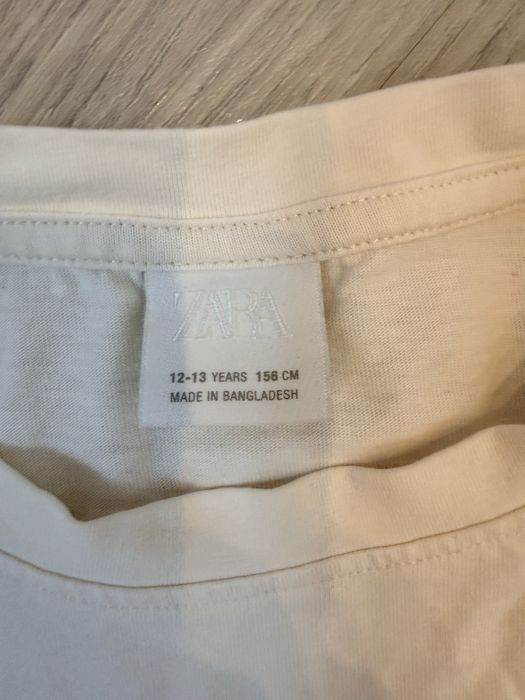 ZARA
12-13 YEARS 156 CM
MADE IN BANGLADESH